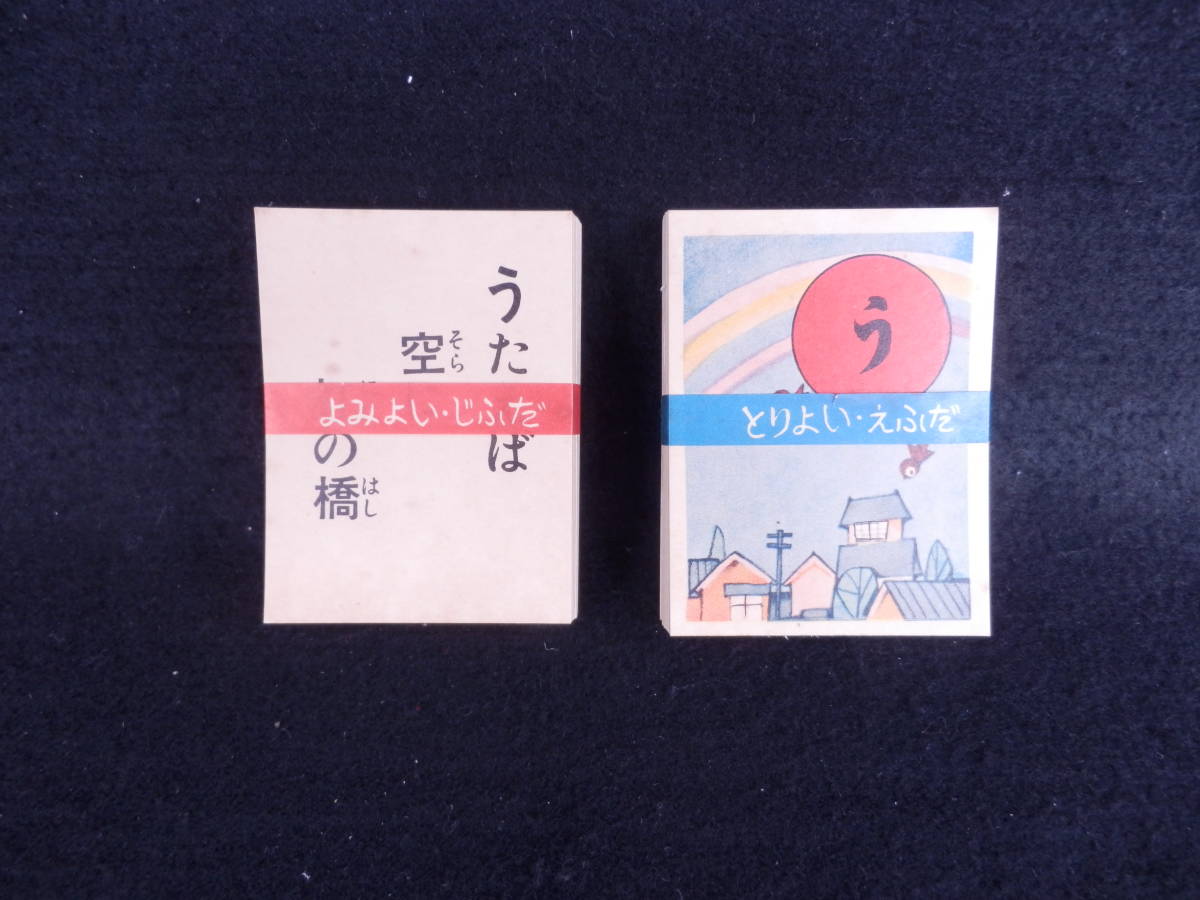 うた ば
そら
空
はし
の橋
よみよい・じふだ
う
とりよい・えふだ